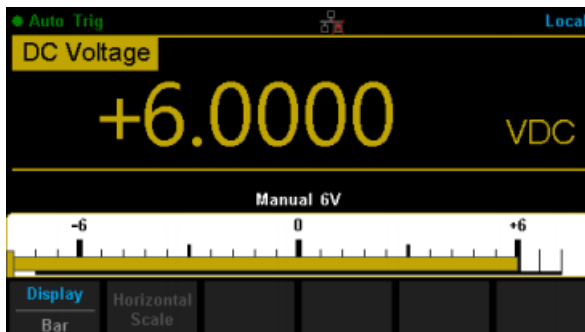 Auto Trig
Local
DC Voltage
+6.0000 VDC
Manual 6V
-6 0 +6
Display
Bar
Horizontal
Scale